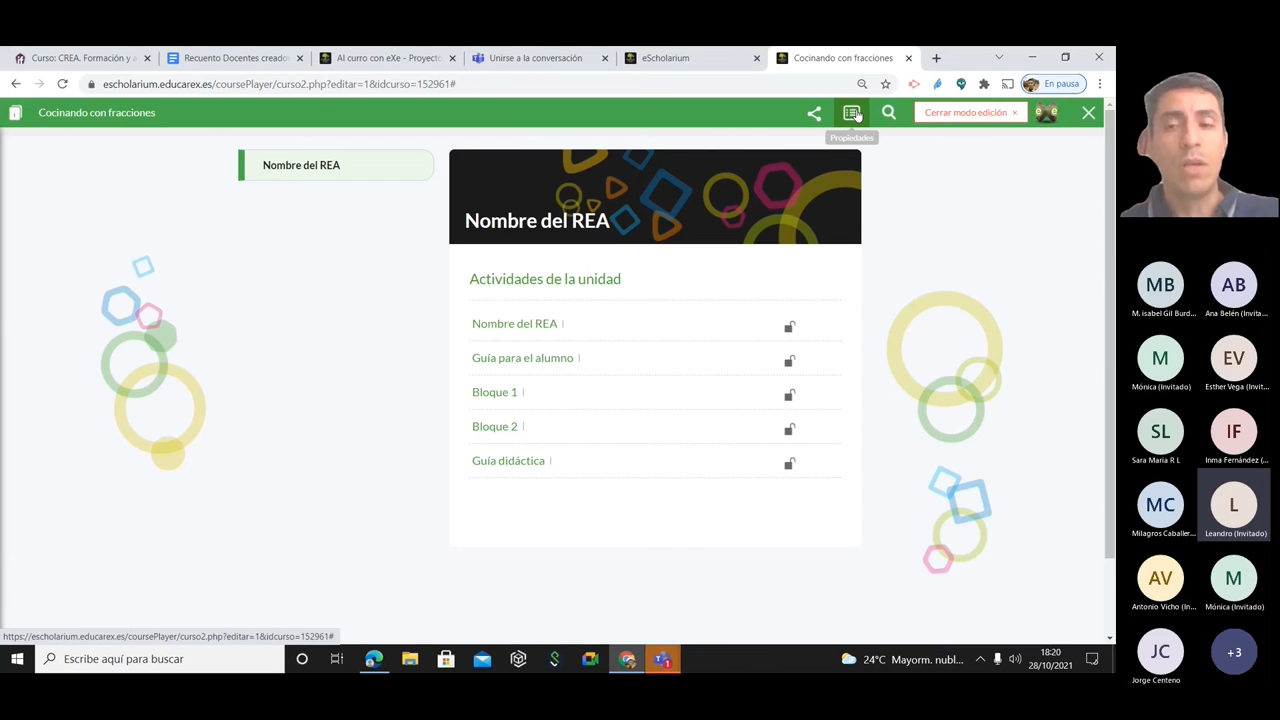 Curso: CREA. Formación y a
Recuento Docentes creado
Al curro con eXe - Proyecto
Unirse a la conversación
eScholarium
Cocinando con fracciones
escholarium.educarex.es/coursePlayer/curso2.php?editar=1&idcurso=152961#
En pausa
Cocinando con fracciones
Cerrar modo edición ×
Propiedades
Nombre del REA
Nombre del REA
Actividades de la unidad
Nombre del REA
Guía para el alumno
Bloque 1
Bloque 2
Guía didáctica
https://escholarium.educarex.es/coursePlayer/curso2.php?editar=1&idcurso=152961#
Escribe aquí para buscar
24°C Mayorm. nubl...
18:20
28/10/2021
MB
M. isabel Gil Burd...
AB
Ana Belén (Invita...
M
Mónica (Invitado)
EV
Esther Vega (Invit...
SL
Sara Maria R L
IF
Inma Fernández (...
MC
Milagros Caballer...
L
Leandro (Invitado)
AV
Antonio Vicho (In...
M
Mónica (Invitado)
JC
Jorge Centeno
+3